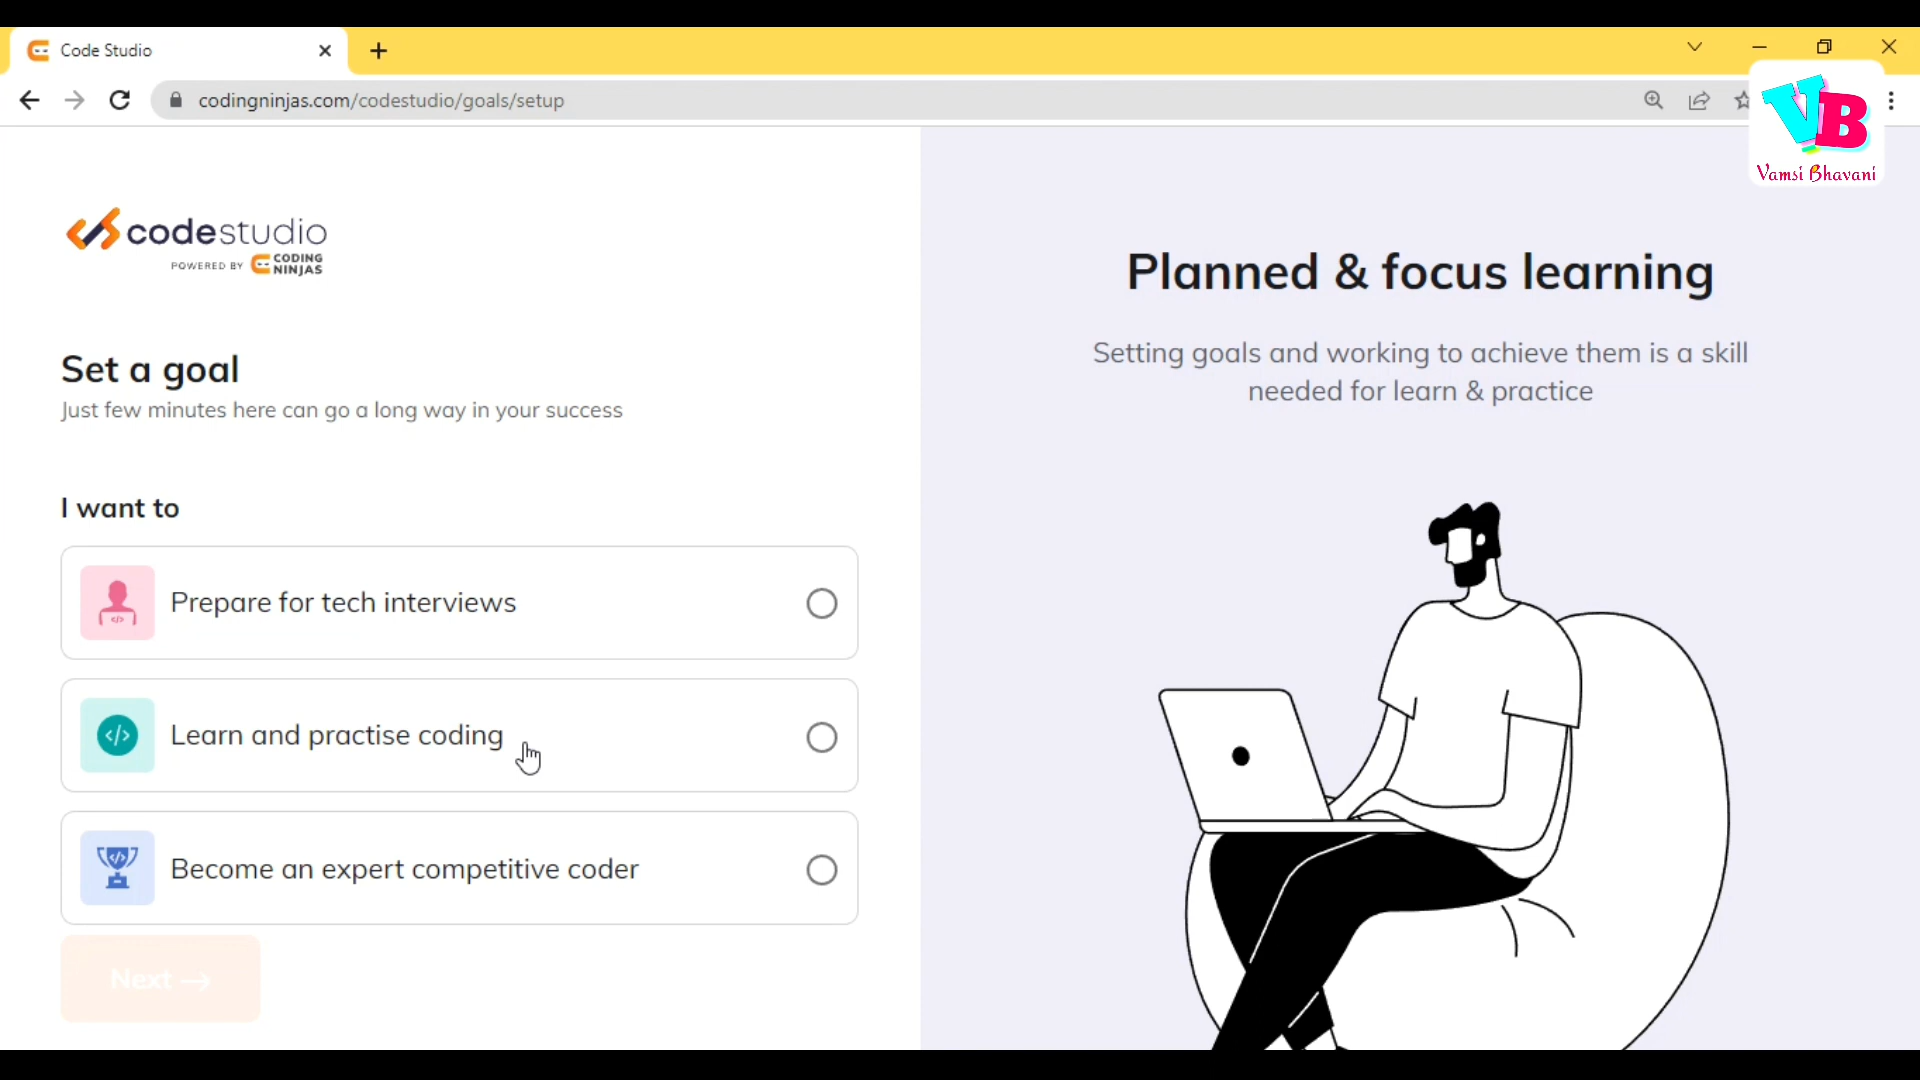 Code Studio
codingninjas.com/codestudio/goals/setup
VB
Vamsi Bhavani
codestudio
POWERED BY CODING NINJAS
Set a goal
Just few minutes here can go a long way in your success
I want to
Prepare for tech interviews
Learn and practise coding
Become an expert competitive coder
Next →
Planned & focus learning
Setting goals and working to achieve them is a skill
needed for learn & practice